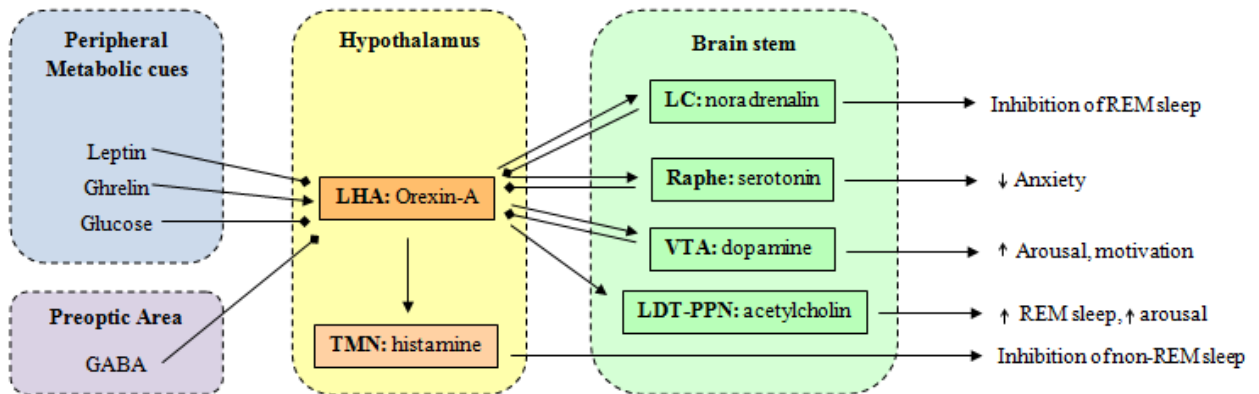 Peripheral
Metabolic cues
Leptin
Ghrelin
Glucose
Preoptic Area
GABA
Hypothalamus
LHA: Orexin-A
TMN: histamine
Brain stem
LC: noradrenalin
Raphe: serotonin
VTA: dopamine
LDT-PPN: acetylcholin
Inhibition of REM sleep
↓ Anxiety
↑ Arousal, motivation
↑ REM sleep, ↑ arousal
Inhibition of non-REM sleep